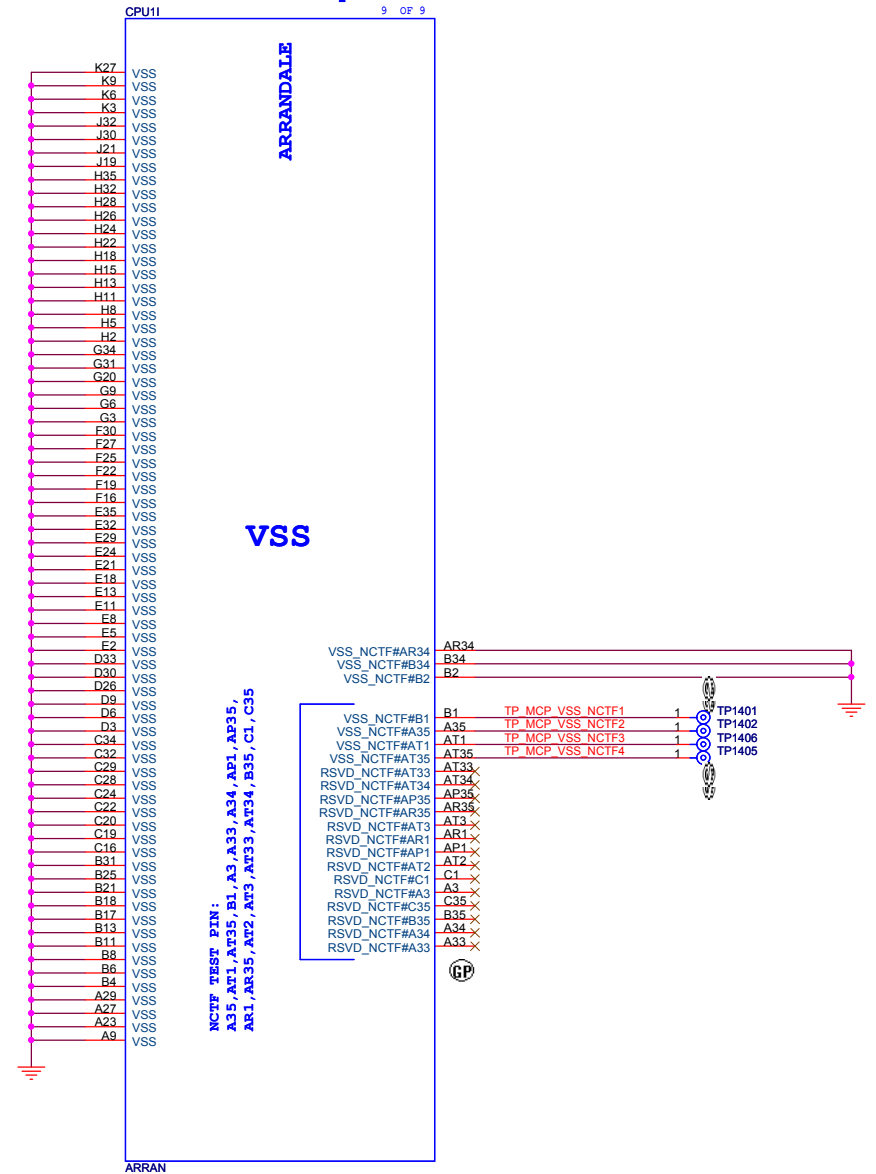 CPU1I
9 OF 9
ARRANDALE
K27 VSS
K9 VSS
K6 VSS
K3 VSS
J32 VSS
J30 VSS
J21 VSS
J19 VSS
H35 VSS
H32 VSS
H28 VSS
H26 VSS
H24 VSS
H22 VSS
H18 VSS
H15 VSS
H13 VSS
H11 VSS
H8 VSS
H5 VSS
H2 VSS
G34 VSS
G31 VSS
G20 VSS
G9 VSS
G6 VSS
G3 VSS
F30 VSS
F27 VSS
F25 VSS
F22 VSS
F19 VSS
F16 VSS
E35 VSS
E32 VSS
E29 VSS
E24 VSS
E21 VSS
E18 VSS
E13 VSS
E11 VSS
E8 VSS
E5 VSS
E2 VSS
D33 VSS
D30 VSS
D26 VSS
D9 VSS
D6 VSS
D3 VSS
C34 VSS
C32 VSS
C29 VSS
C28 VSS
C24 VSS
C22 VSS
C20 VSS
C19 VSS
C16 VSS
B31 VSS
B25 VSS
B21 VSS
B18 VSS
B17 VSS
B13 VSS
B11 VSS
B8 VSS
B6 VSS
B4 VSS
A29 VSS
A27 VSS
A23 VSS
A9 VSS
VSS
NCTF TEST PIN:
A35,AT1,AT35,B1,A3,A33,A34,AP1,AP35,
AR1,AR35,AT2,AT3,AT33,AT34,B35,C1,C35
VSS_NCTF#AR34 AR34
VSS_NCTF#B34 B34
VSS_NCTF#B2 B2
VSS_NCTF#B1 B1 TP_MCP_VSS_NCTF1 1 TP1401
VSS_NCTF#A35 A35 TP_MCP_VSS_NCTF2 1 TP1402
VSS_NCTF#AT1 AT1 TP_MCP_VSS_NCTF3 1 TP1406
VSS_NCTF#AT35 AT35 TP_MCP_VSS_NCTF4 1 TP1405
RSVD_NCTF#AT33 AT33
RSVD_NCTF#AT34 AT34
RSVD_NCTF#AP35 AP35
RSVD_NCTF#AR35 AR35
RSVD_NCTF#AT3 AT3
RSVD_NCTF#AR1 AR1
RSVD_NCTF#AP1 AP1
RSVD_NCTF#AT2 AT2
RSVD_NCTF#C1 C1
RSVD_NCTF#A3 A3
RSVD_NCTF#C35 C35
RSVD_NCTF#B35 B35
RSVD_NCTF#A34 A34
RSVD_NCTF#A33 A33
GP
ARRAN